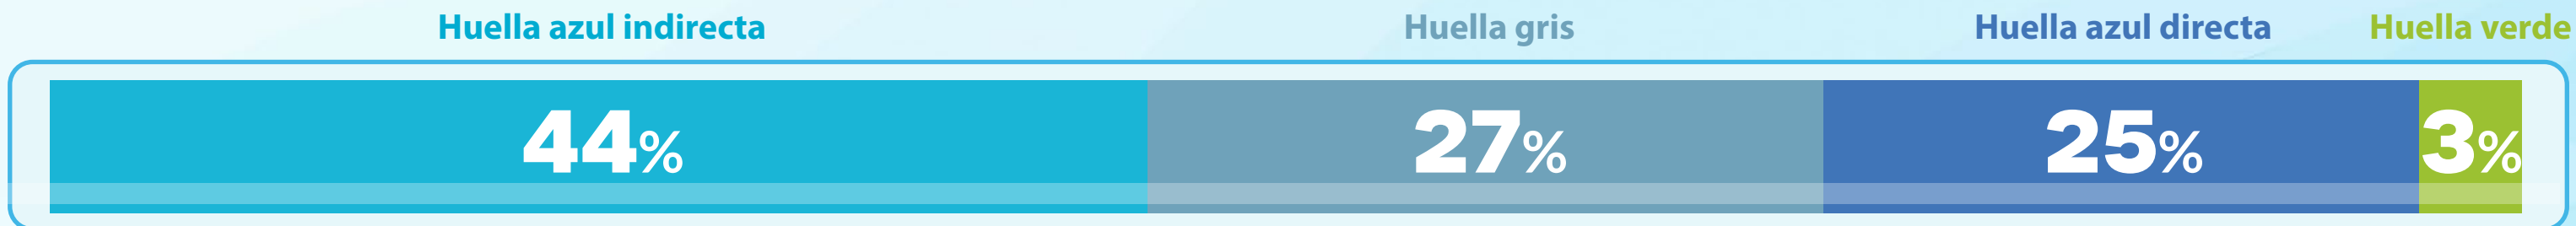 Huella azul indirecta Huella gris Huella azul directa Huella verde
44% 27% 25% 3%